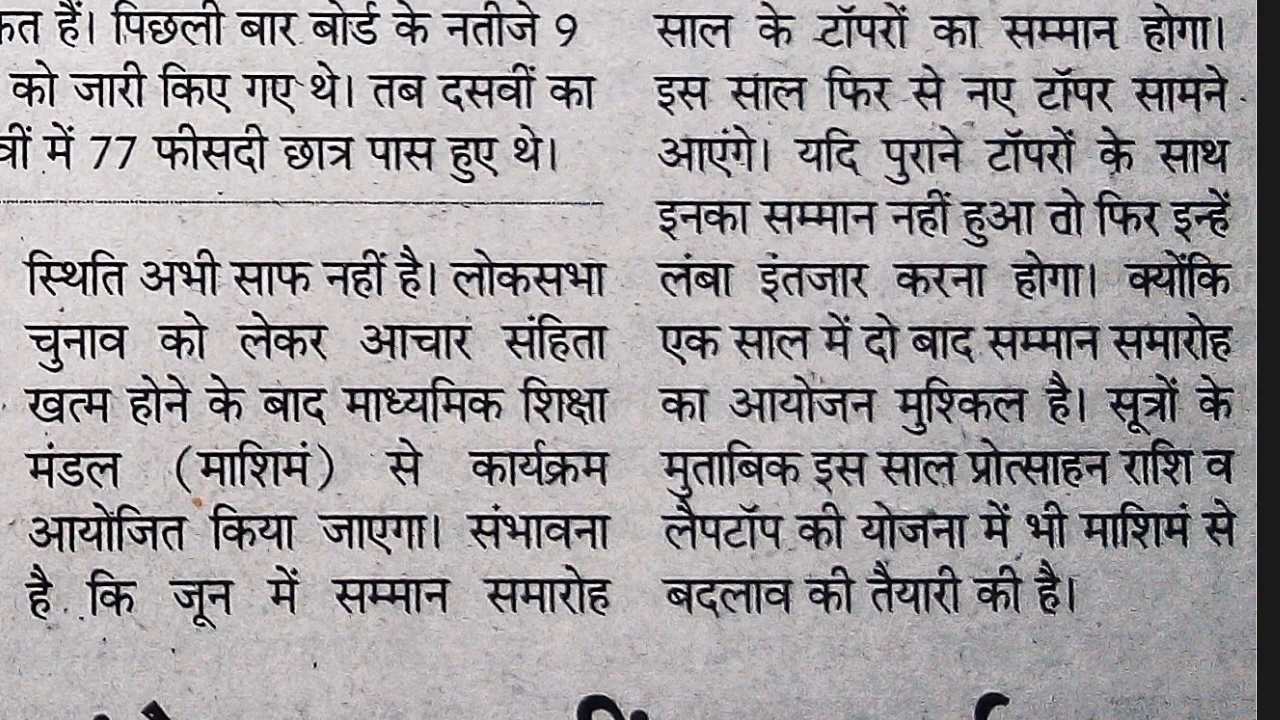 हैं। पिछली बार बोर्ड के नतीजे 9
को जारी किए गए थे। तब दसवीं का
में 77 फीसदी छात्र पास हुए थे।
स्थिति अभी साफ नहीं है। लोकसभा
चुनाव को लेकर आचार संहिता
खत्म होने के बाद माध्यमिक शिक्षा
मंडल (माशिमं) से कार्यक्रम
आयोजित किया जाएगा। संभावना
है कि जून में सम्मान समारोह
साल के टॉपरों का सम्मान होगा।
इस साल फिर से नए टॉपर सामने
आएंगे। यदि पुराने टॉपरों के साथ
इनका सम्मान नहीं हुआ तो फिर इन्हें
लंबा इंतजार करना होगा। क्योंकि
एक साल में दो बाद सम्मान समारोह
का आयोजन मुश्किल है। सूत्रों के
मुताबिक इस साल प्रोत्साहन राशि व
लैपटॉप की योजना में भी माशिमं से
बदलाव की तैयारी की है।